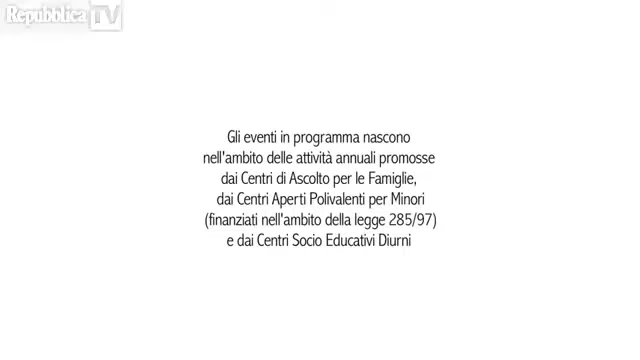 Repubblica TV
Gli eventi in programma nascono
nell'ambito delle attività annuali promosse
dai Centri di Ascolto per le Famiglie,
dai Centri Aperti Polivalenti per Minori
(finanziati nell'ambito della legge 285/97)
e dai Centri Socio Educativi Diurni